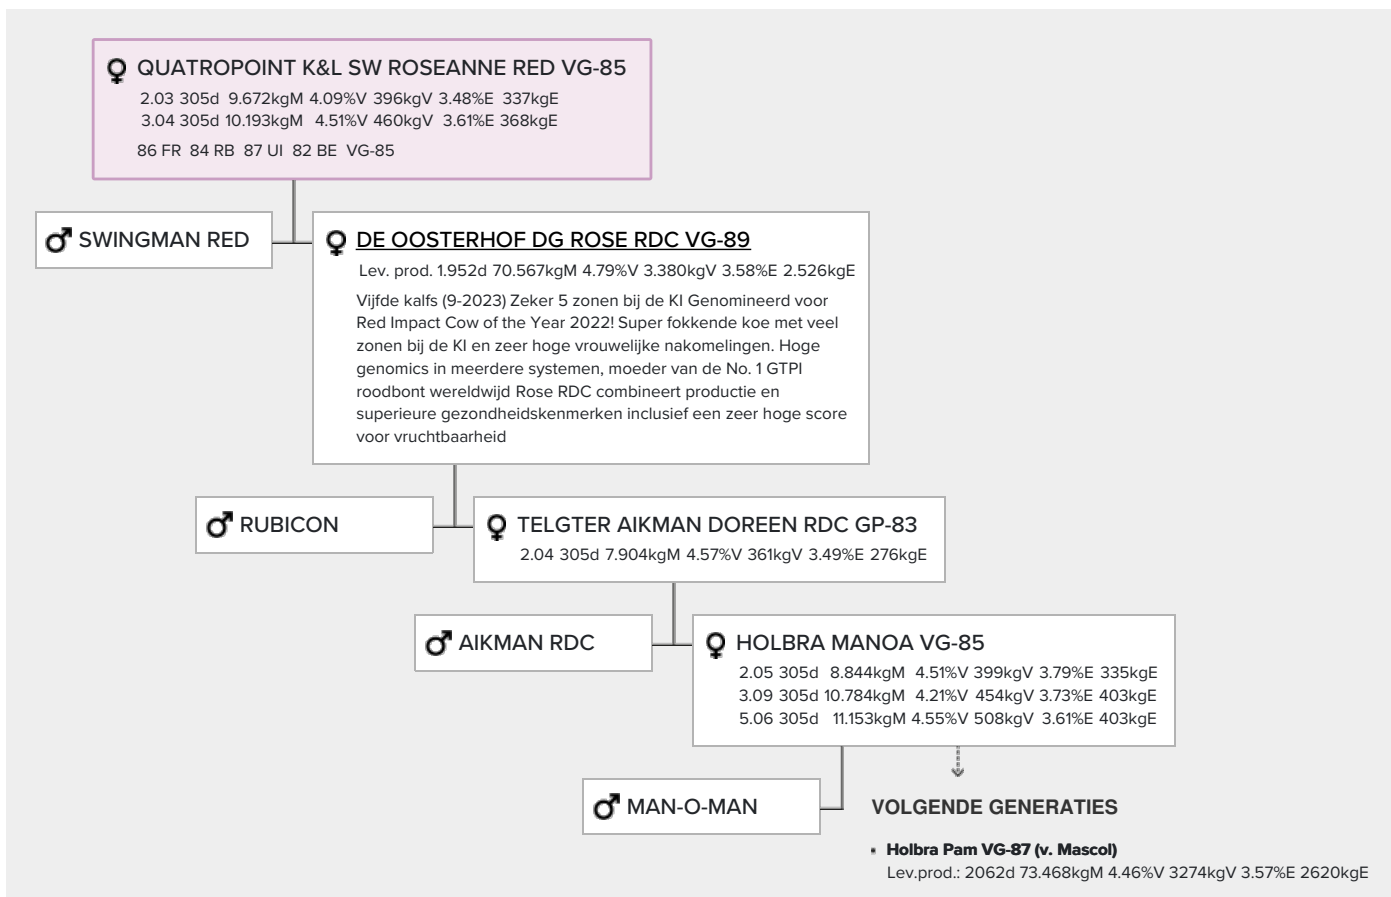 QUATROPOINT K&L SW ROSEANNE RED VG-85
2.03 305d 9.672kgM 4.09%V 396kgV 3.48%E 337kgE
3.04 305d 10.193kgM 4.51%V 460kgV 3.61%E 368kgE
86 FR 84 RB 87 UI 82 BE VG-85
SWINGMAN RED
DE OOSTERHOF DG ROSE RDC VG-89
Lev. prod. 1.952d 70.567kgM 4.79%V 3.380kgV 3.58%E 2.526kgE
Vijfde kalfs (9-2023) Zeker 5 zonen bij de KI Genomineerd voor
Red Impact Cow of the Year 2022! Super fokkende koe met veel
zonen bij de KI en zeer hoge vrouwelijke nakomelingen. Hoge
genomics in meerdere systemen, moeder van de No. 1 GTPI
roodbont wereldwijd Rose RDC combineert productie en
superieure gezondheidskenmerken inclusief een zeer hoge score
voor vruchtbaarheid
RUBICON
TELGTER AIKMAN DOREEN RDC GP-83
2.04 305d 7.904kgM 4.57%V 361kgV 3.49%E 276kgE
AIKMAN RDC
HOLBRA MANOA VG-85
2.05 305d 8.844kgM 4.51%V 399kgV 3.79%E 335kgE
3.09 305d 10.784kgM 4.21%V 454kgV 3.73%E 403kgE
5.06 305d 11.153kgM 4.55%V 508kgV 3.61%E 403kgE
MAN-O-MAN
VOLGENDE GENERATIES
Holbra Pam VG-87 (v. Mascol)
Lev.prod.: 2062d 73.468kgM 4.46%V 3274kgV 3.57%E 2620kgE